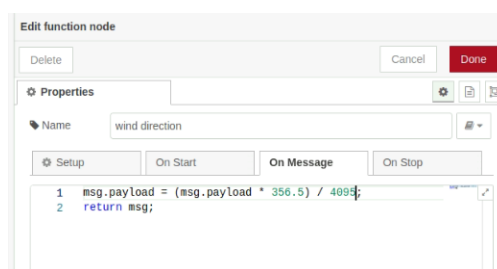 Edit function node
Delete Cancel Done
Properties
Name wind direction
Setup On Start On Message On Stop
1 msg.payload = (msg.payload * 356.5) / 4095;
2 return msg;